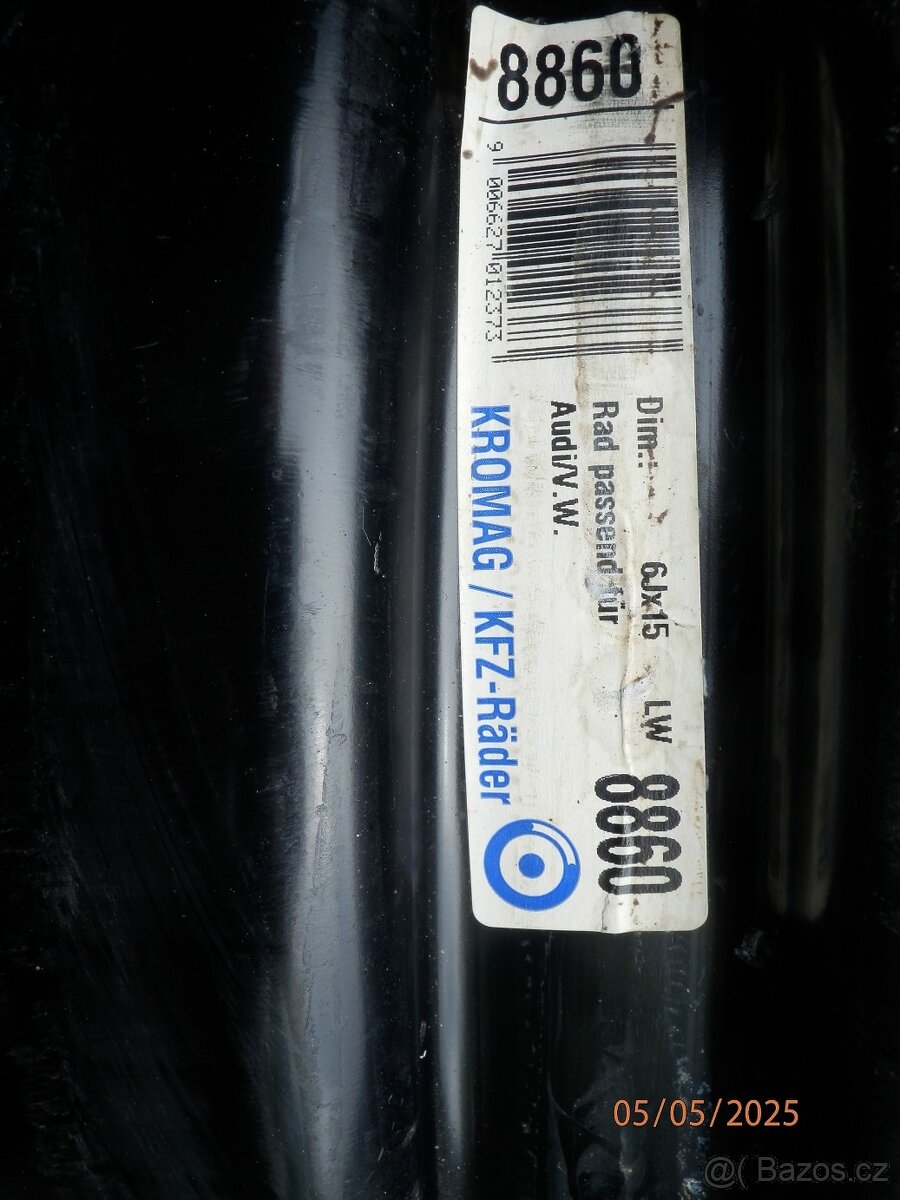 8860
9 006627 012373
Dim.: 6Jx15 LW 8860
Rad passend für
Audi/V.W.
KROMAG / KFZ-Räder
05/05/2025
@( Bazos.cz